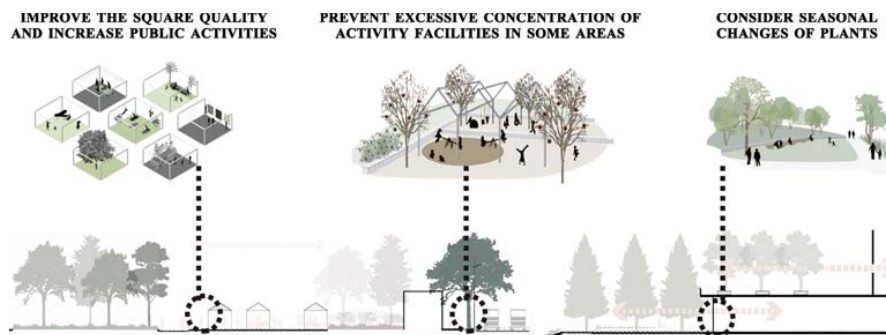 IMPROVE THE SQUARE QUALITY
AND INCREASE PUBLIC ACTIVITIES
PREVENT EXCESSIVE CONCENTRATION OF
ACTIVITY FACILITIES IN SOME AREAS
CONSIDER SEASONAL
CHANGES OF PLANTS